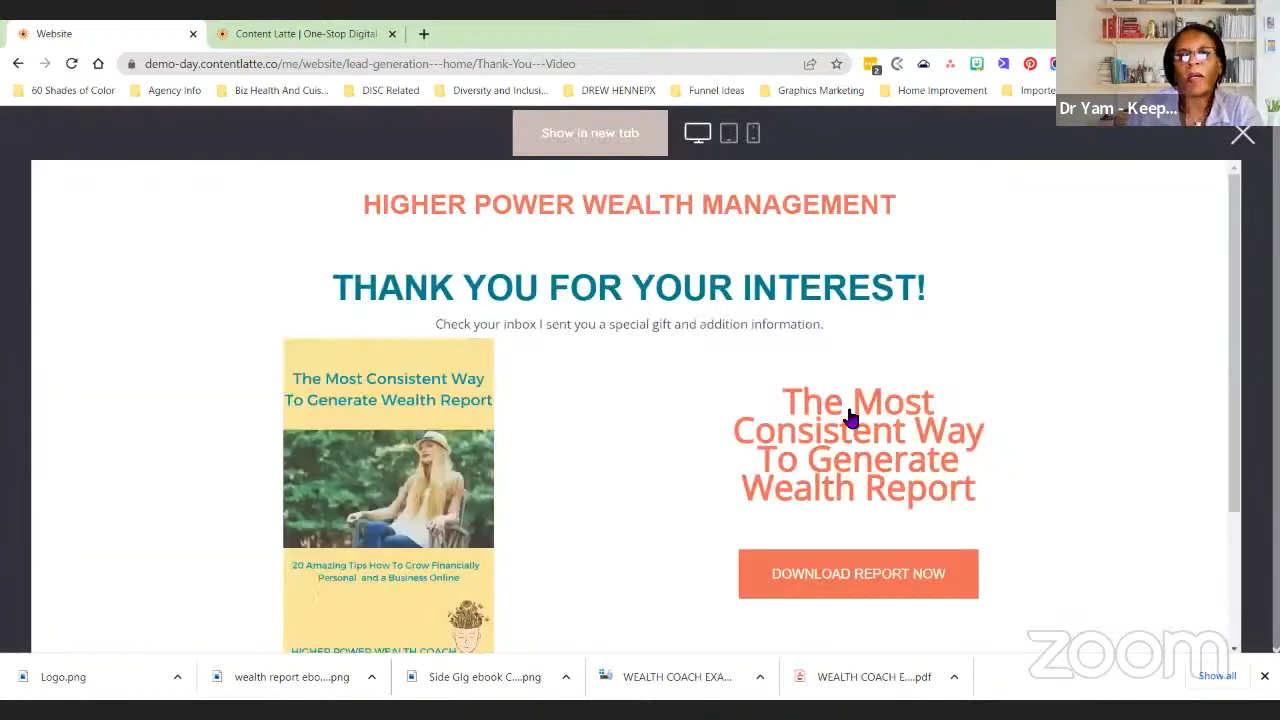 Website
Content Latte | One-Stop Digital
demo-day.contentlatte.co/me/website/lead-generation---home/Thank-You---Video
2
60 Shades of Color
Agency Info
Biz Health And Cuis...
DISC Related
Diversity and Inclusi...
DREW HENNEPX
Funnel Ideas
Graphics Marketing
Home Improvement
Importe
Dr Yam - Keep...
Show in new tab
HIGHER POWER WEALTH MANAGEMENT
THANK YOU FOR YOUR INTEREST!
Check your inbox I sent you a special gift and addition information.
The Most Consistent Way
To Generate Wealth Report
20 Amazing Tips How To Grow Financially
Personal and a Business Online
HIGHER POWER WEALTH COACH
The Most
Consistent Way
To Generate
Wealth Report
DOWNLOAD REPORT NOW
zoom
Logo.png
wealth report ebo....png
Side GIg ebook C....png
WEALTH COACH EXA...
WEALTH COACH E....pdf
Show all